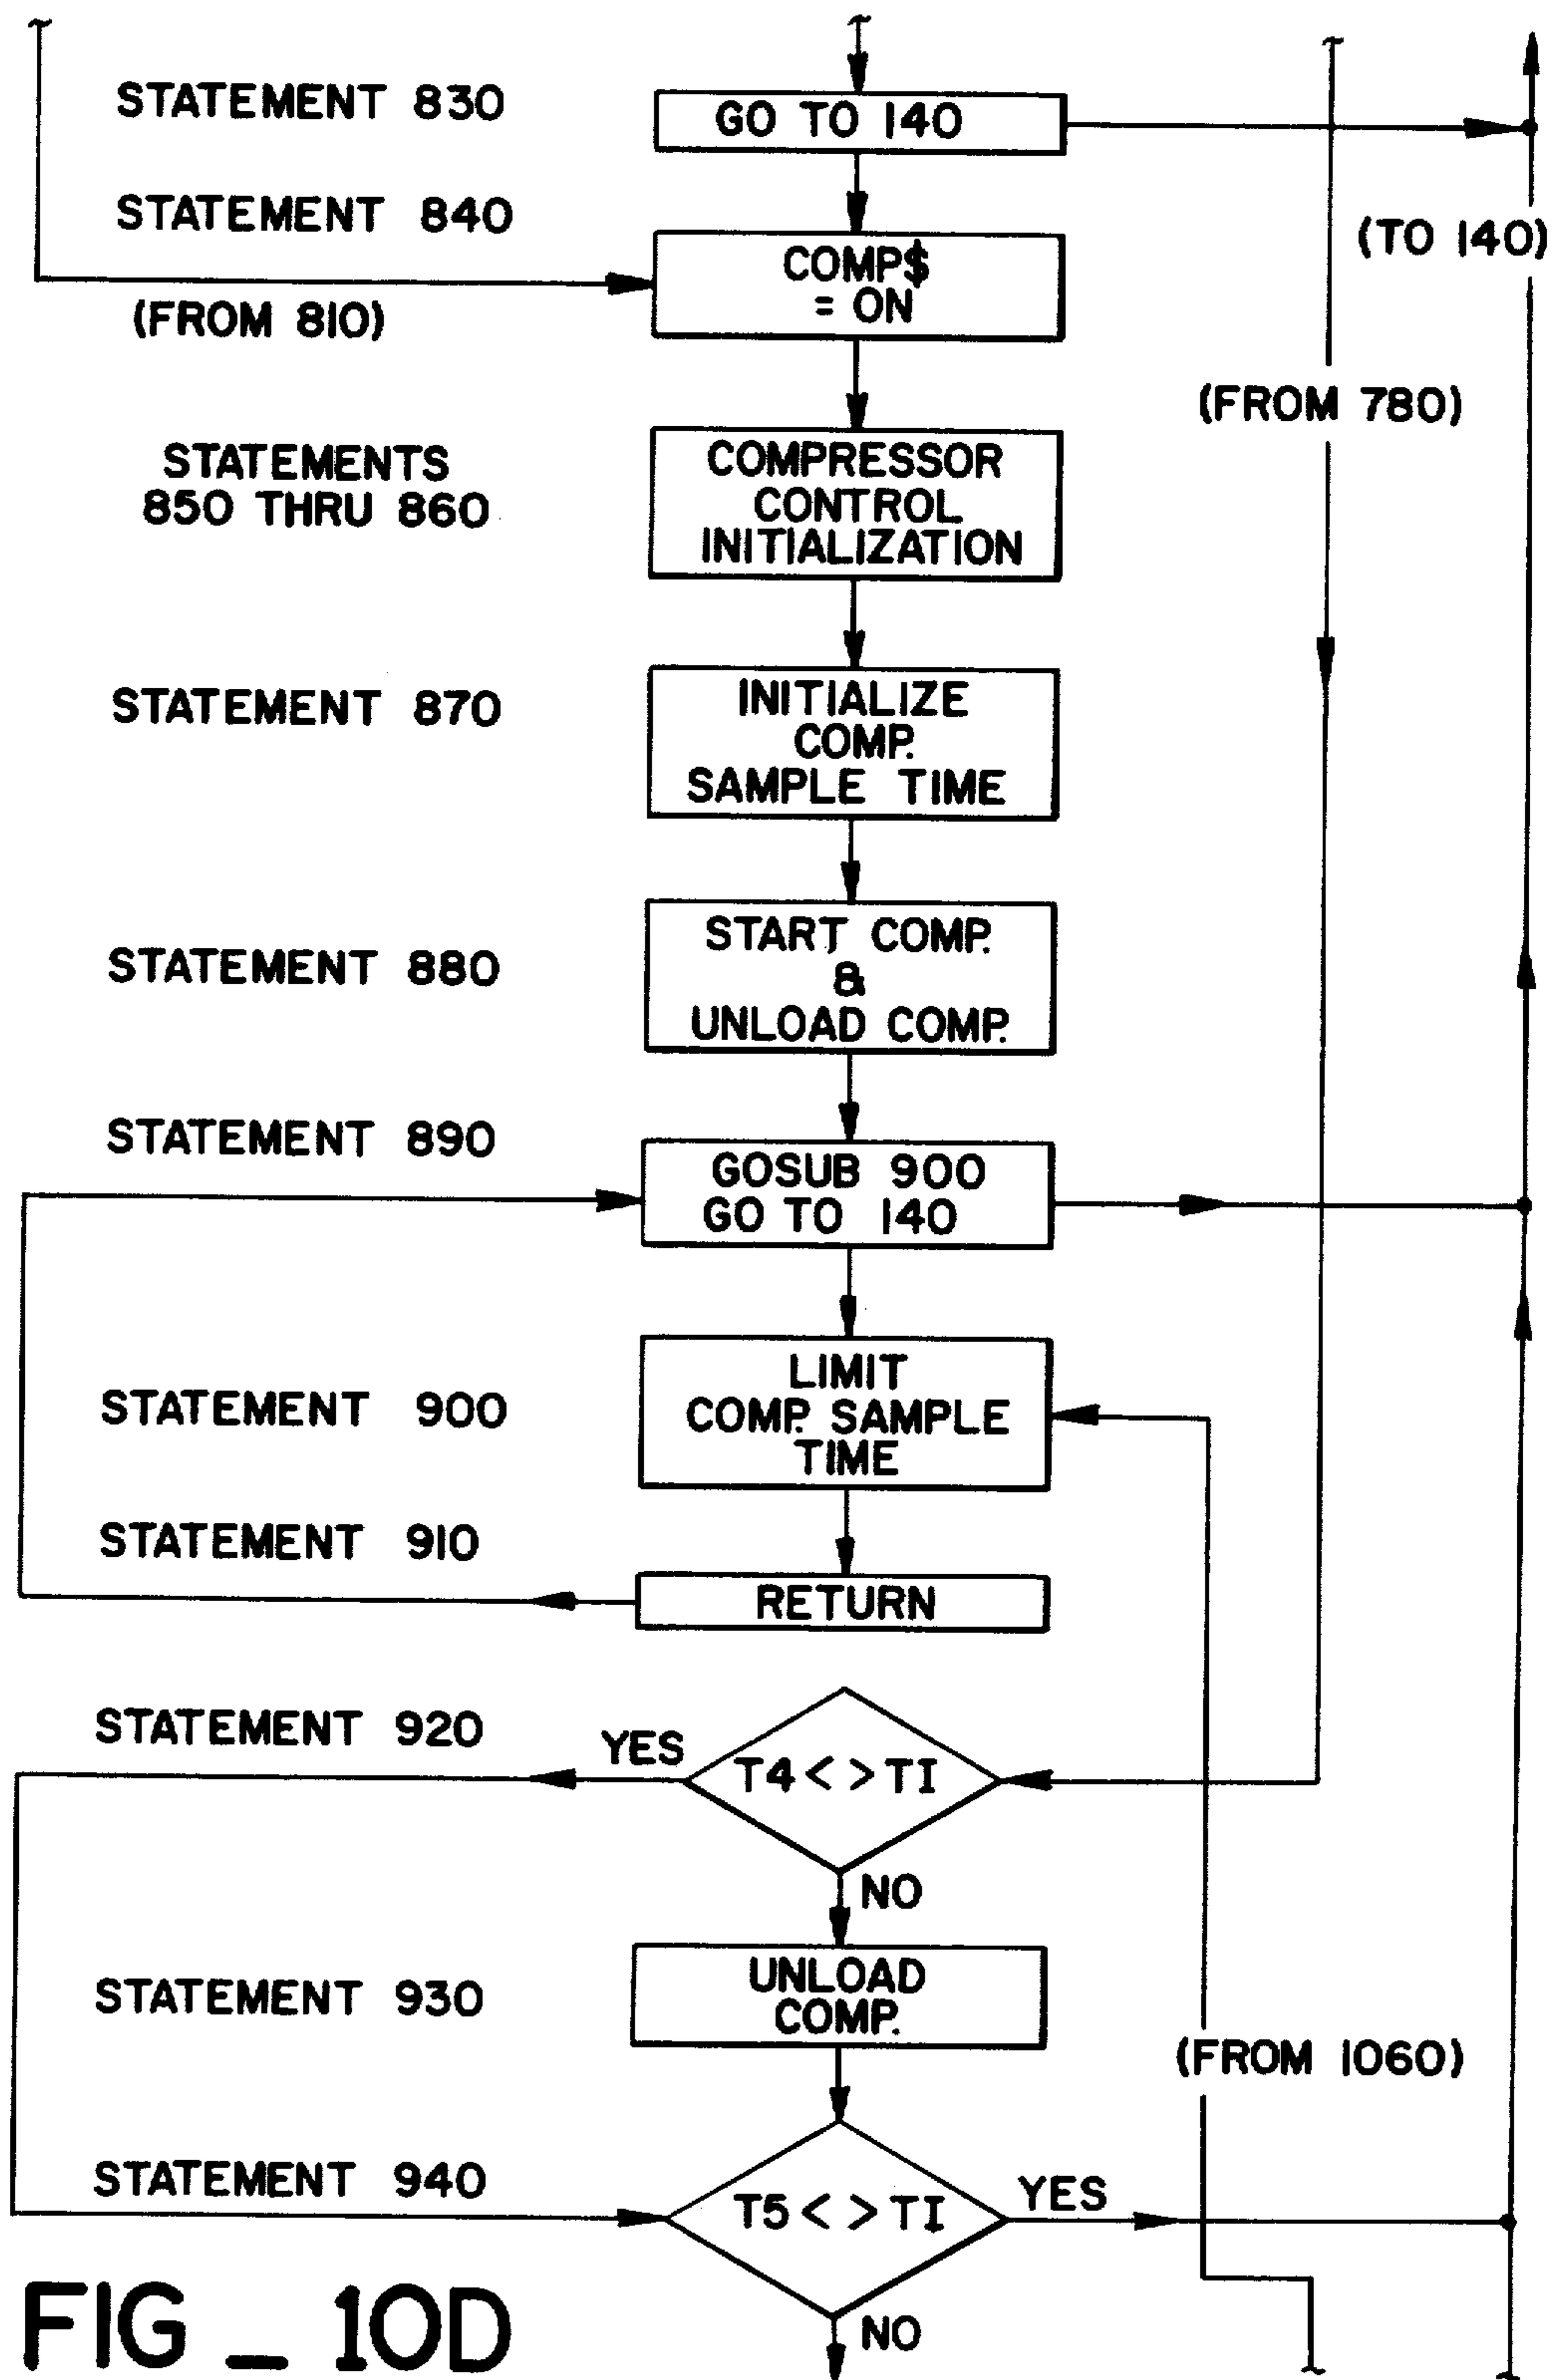 STATEMENT 830
GO TO 140
STATEMENT 840
(TO 140)
COMP$
= ON
(FROM 810)
(FROM 780)
STATEMENTS
850 THRU 860
COMPRESSOR
CONTROL
INITIALIZATION
STATEMENT 870
INITIALIZE
COMP.
SAMPLE TIME
STATEMENT 880
START COMP.
&
UNLOAD COMP.
STATEMENT 890
GOSUB 900
GO TO 140
STATEMENT 900
LIMIT
COMP. SAMPLE
TIME
STATEMENT 910
RETURN
STATEMENT 920
YES
T4 < > TI
NO
STATEMENT 930
UNLOAD
COMP.
(FROM 1060)
STATEMENT 940
T5 < > TI
YES
NO
FIG _ 10D